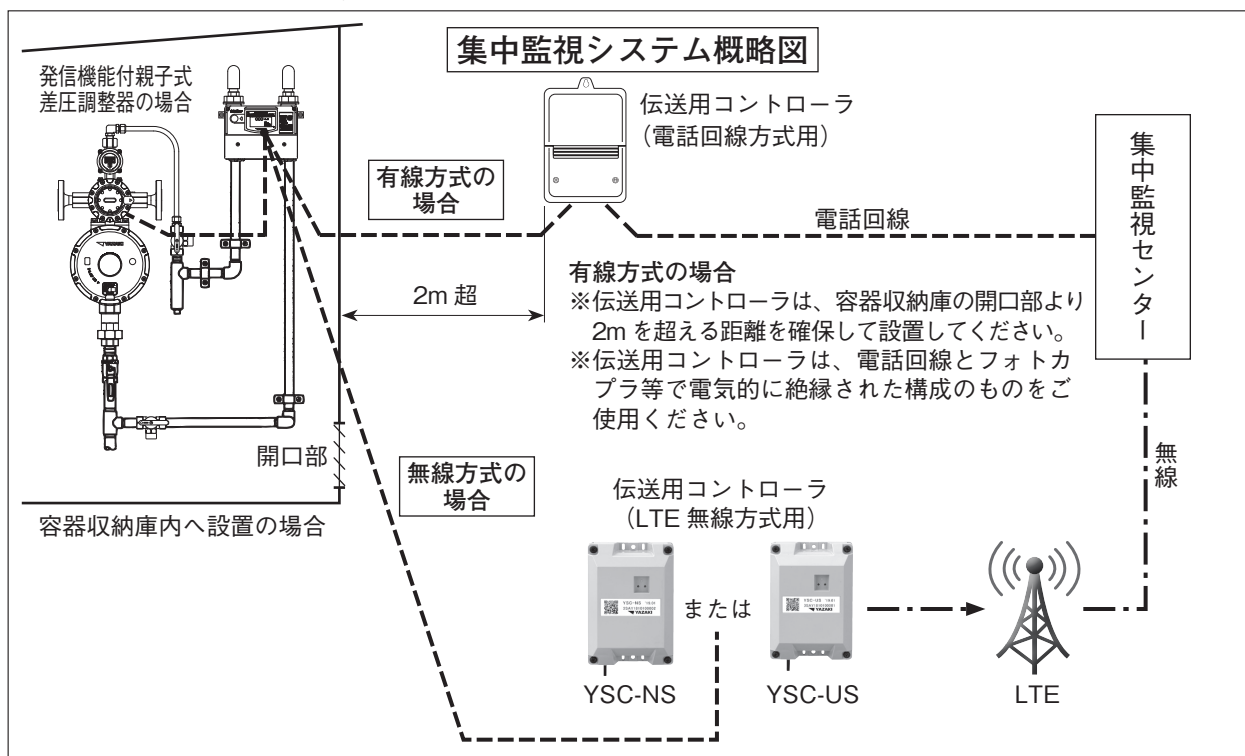 集中監視システム概略図
発信機能付親子式
差圧調整器の場合
伝送用コントローラ
（電話回線方式用）
有線方式の
場合
電話回線
集中監視センター
2m 超
有線方式の場合
※伝送用コントローラは、容器収納庫の開口部より
2m を超える距離を確保して設置してください。
※伝送用コントローラは、電話回線とフォトカ
プラ等で電気的に絶縁された構成のものをご
使用ください。
開口部
無線方式の
場合
無線
容器収納庫内へ設置の場合
伝送用コントローラ
（LTE 無線方式用）
または
YAZAKI
YSC-NS
YSC-US
LTE